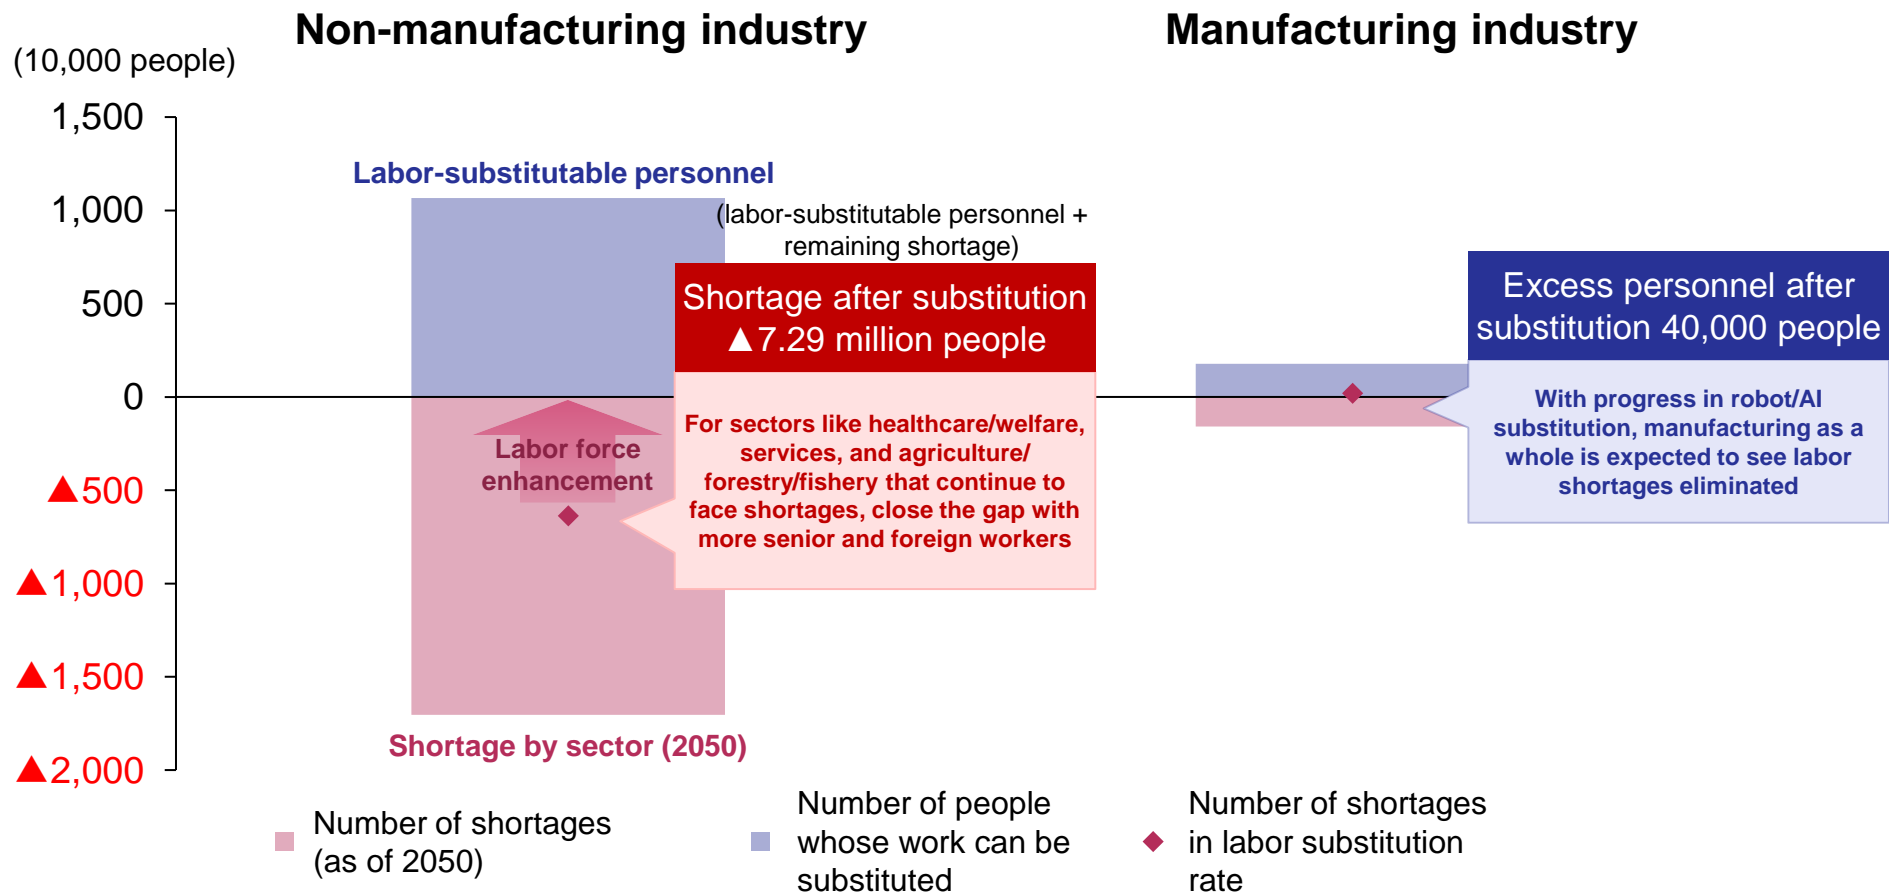 Non-manufacturing industry
Manufacturing industry
(10,000 people)
1,500
1,000
500
0
▲500
▲1,000
▲1,500
▲2,000
Labor-substitutable personnel
(labor-substitutable personnel +
remaining shortage)
Shortage after substitution
▲7.29 million people
For sectors like healthcare/welfare,
services, and agriculture/
forestry/fishery that continue to
face shortages, close the gap with
more senior and foreign workers
Labor force
enhancement
Shortage by sector (2050)
Excess personnel after
substitution 40,000 people
With progress in robot/AI
substitution, manufacturing as a
whole is expected to see labor
shortages eliminated
Number of shortages
(as of 2050)
Number of people
whose work can be
substituted
Number of shortages
in labor substitution
rate